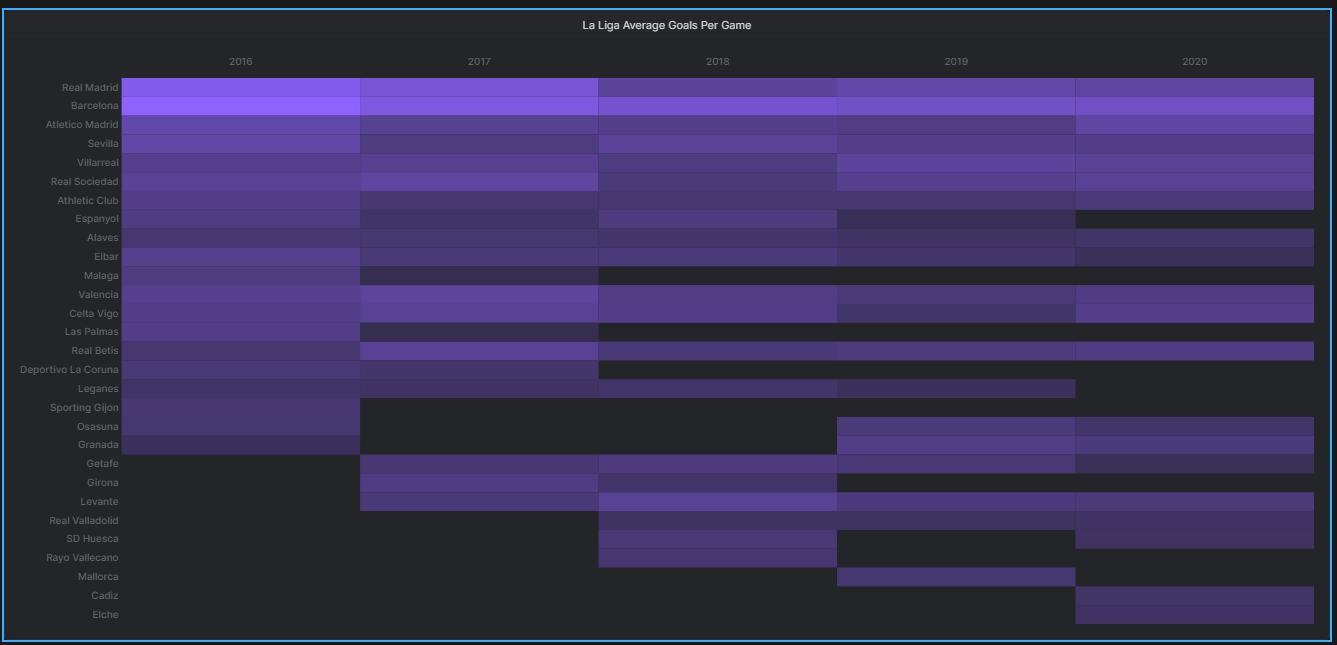 La Liga Average Goals Per Game
2016 2017 2018 2019 2020
Real Madrid
Barcelona
Atletico Madrid
Sevilla
Villarreal
Real Sociedad
Athletic Club
Espanyol
Alaves
Eibar
Malaga
Valencia
Celta Vigo
Las Palmas
Real Betis
Deportivo La Coruna
Leganes
Sporting Gijon
Osasuna
Granada
Getafe
Girona
Levante
Real Valladolid
SD Huesca
Rayo Vallecano
Mallorca
Cadiz
Elche